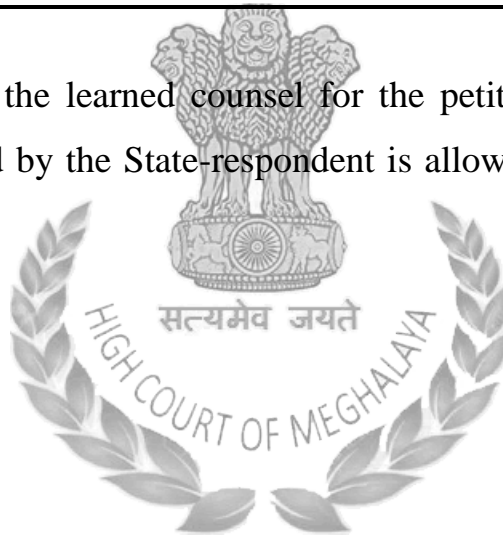 the learned counsel for the petit
d by the State-respondent is allow
सत्यमेव जयते
HIGH COURT OF MEGHALAYA